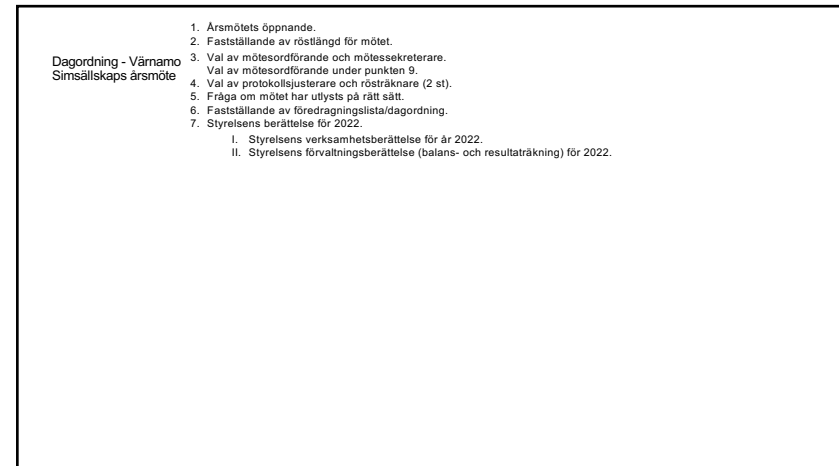 Dagordning - Värnamo
Simsällskaps årsmöte
1. Årsmötets öppnande.
2. Fastställande av röstlängd för mötet.
3. Val av mötesordförande och mötessekreterare.
Val av mötesordförande under punkten 9.
4. Val av protokollsjusterare och rösträknare (2 st).
5. Fråga om mötet har utlysts på rätt sätt.
6. Fastställande av föredragningslista/dagordning.
7. Styrelsens berättelse för 2022.
I. Styrelsens verksamhetsberättelse för år 2022.
II. Styrelsens förvaltningsberättelse (balans- och resultaträkning) för 2022.